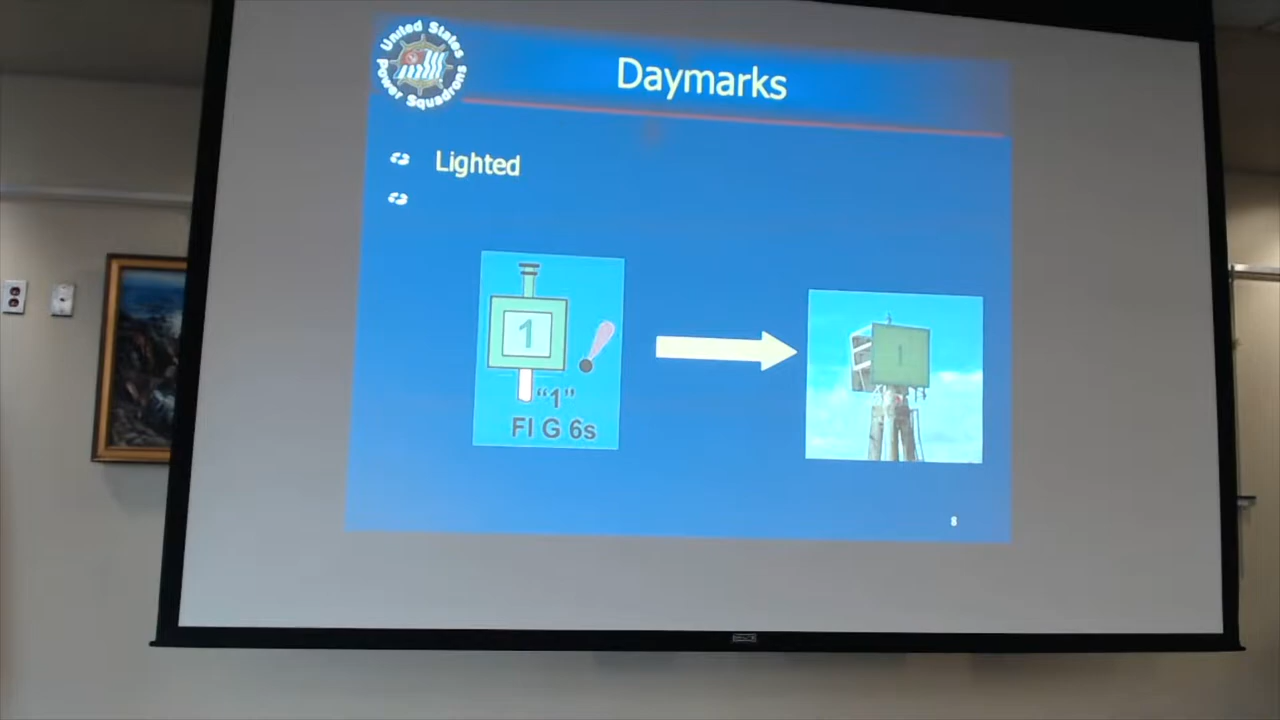 United States
Power Squadrons
Daymarks
Lighted
1
"1"
Fl G 6s
1
8